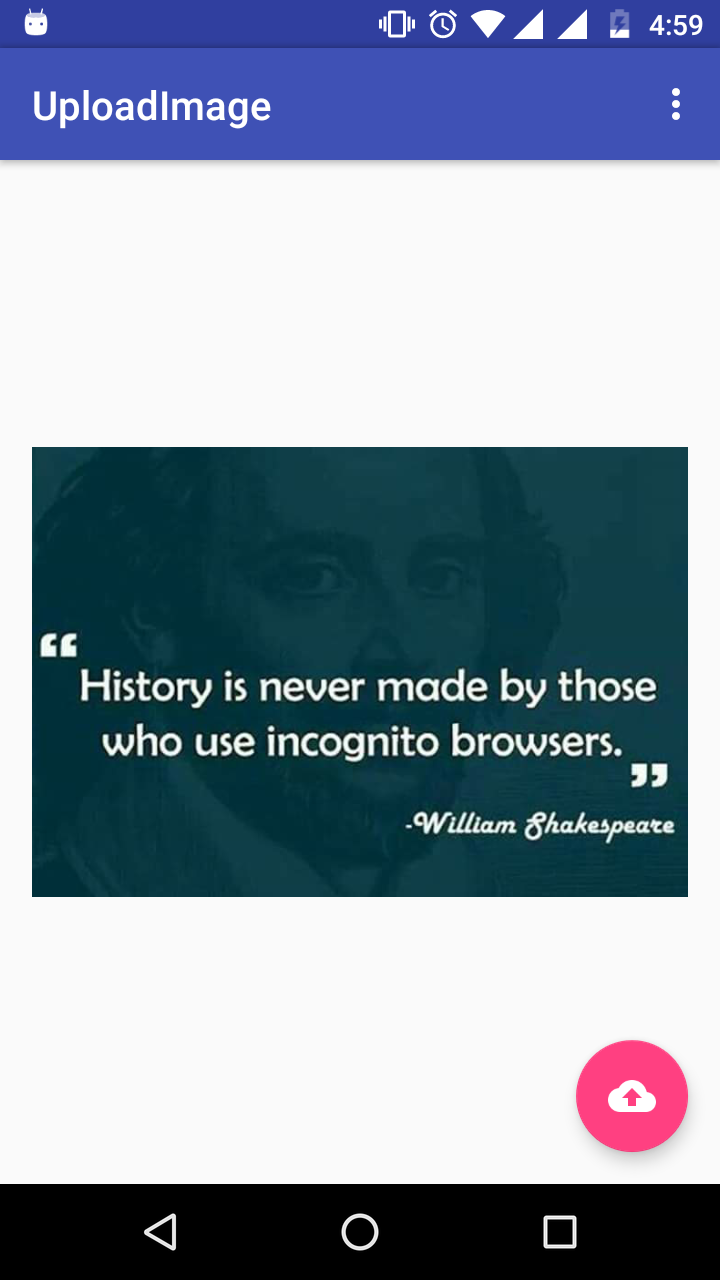 4:59
UploadImage
“
History is never made by those
who use incognito browsers.
”
-William Shakespeare